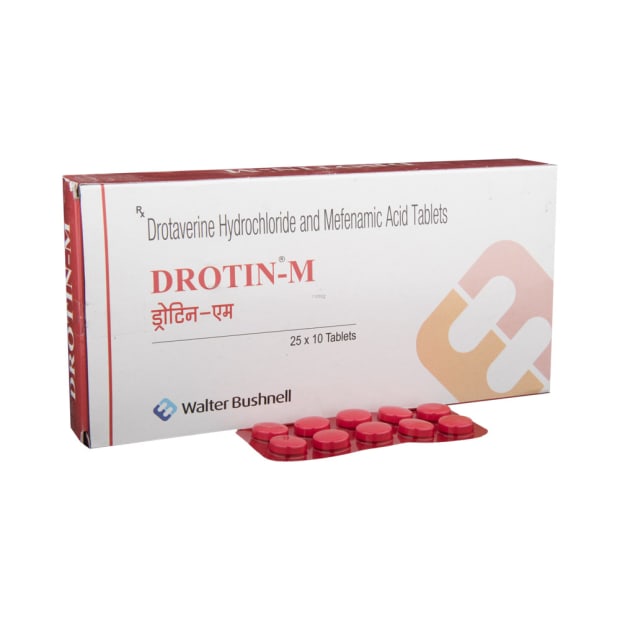 Rx Drotaverine Hydrochloride and Mefenamic Acid Tablets
DROTIN®-M
ड्रोटिन-एम
25 x 10 Tablets
Walter Bushnell
DROTIN-M